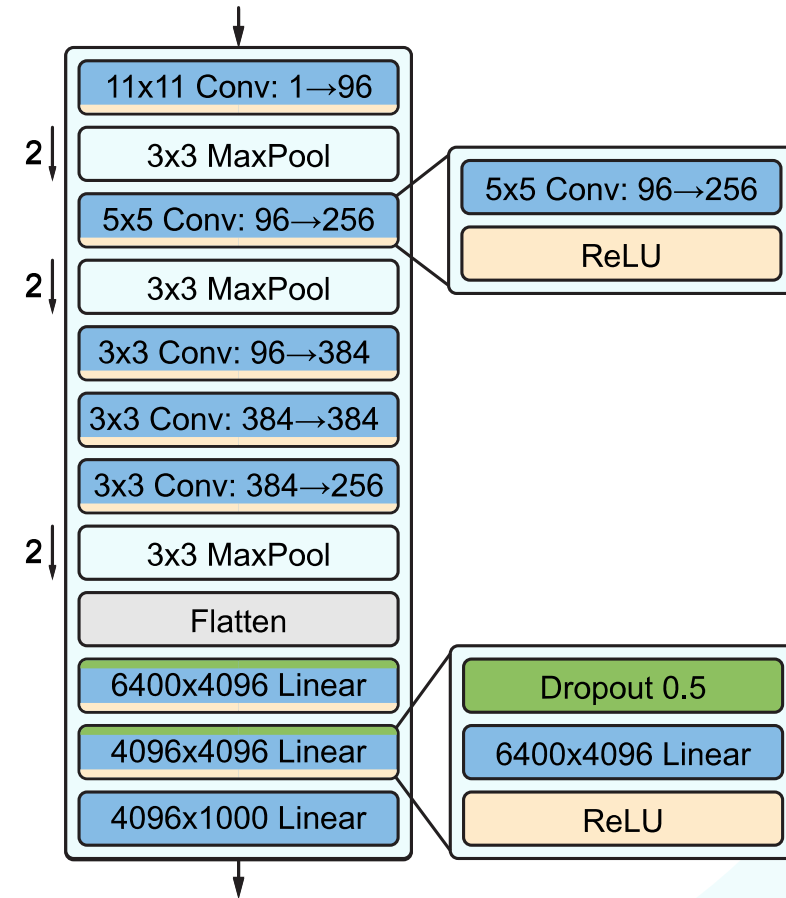 11x11 Conv: 1→96
2
3x3 MaxPool
5x5 Conv: 96→256
2
3x3 MaxPool
3x3 Conv: 96→384
3x3 Conv: 384→384
3x3 Conv: 384→256
2
3x3 MaxPool
Flatten
6400x4096 Linear
4096x4096 Linear
4096x1000 Linear
5x5 Conv: 96→256
ReLU
Dropout 0.5
6400x4096 Linear
ReLU